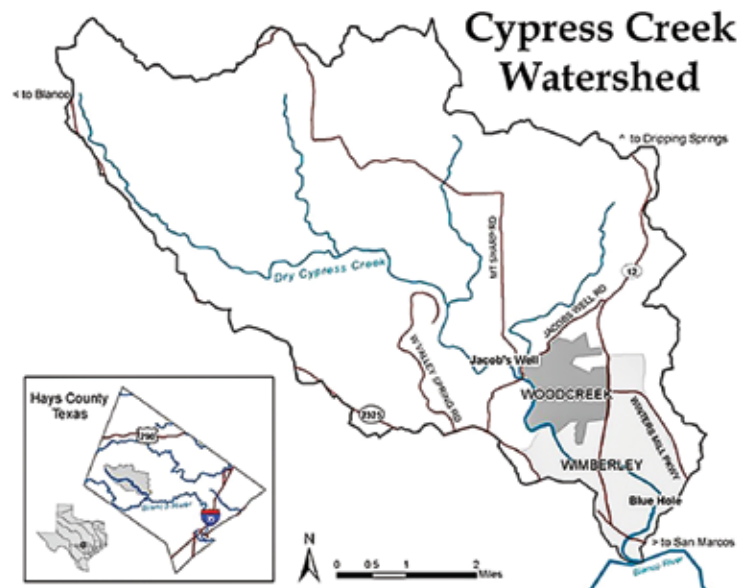 Cypress Creek
Watershed
< to Blanco
^ to Dripping Springs
Dry Cypress Creek
MT SHARP RD
12
JACOBS WELL RD
Jacob's Well
W VALLEY SPRING RD
WOODCREEK
2325
WINTERS MILL PKWY
WIMBERLEY
Blue Hole
> to San Marcos
Blanco River
Hays County
Texas
290
Blanco River
35
N
0 0.5 1 2
Miles